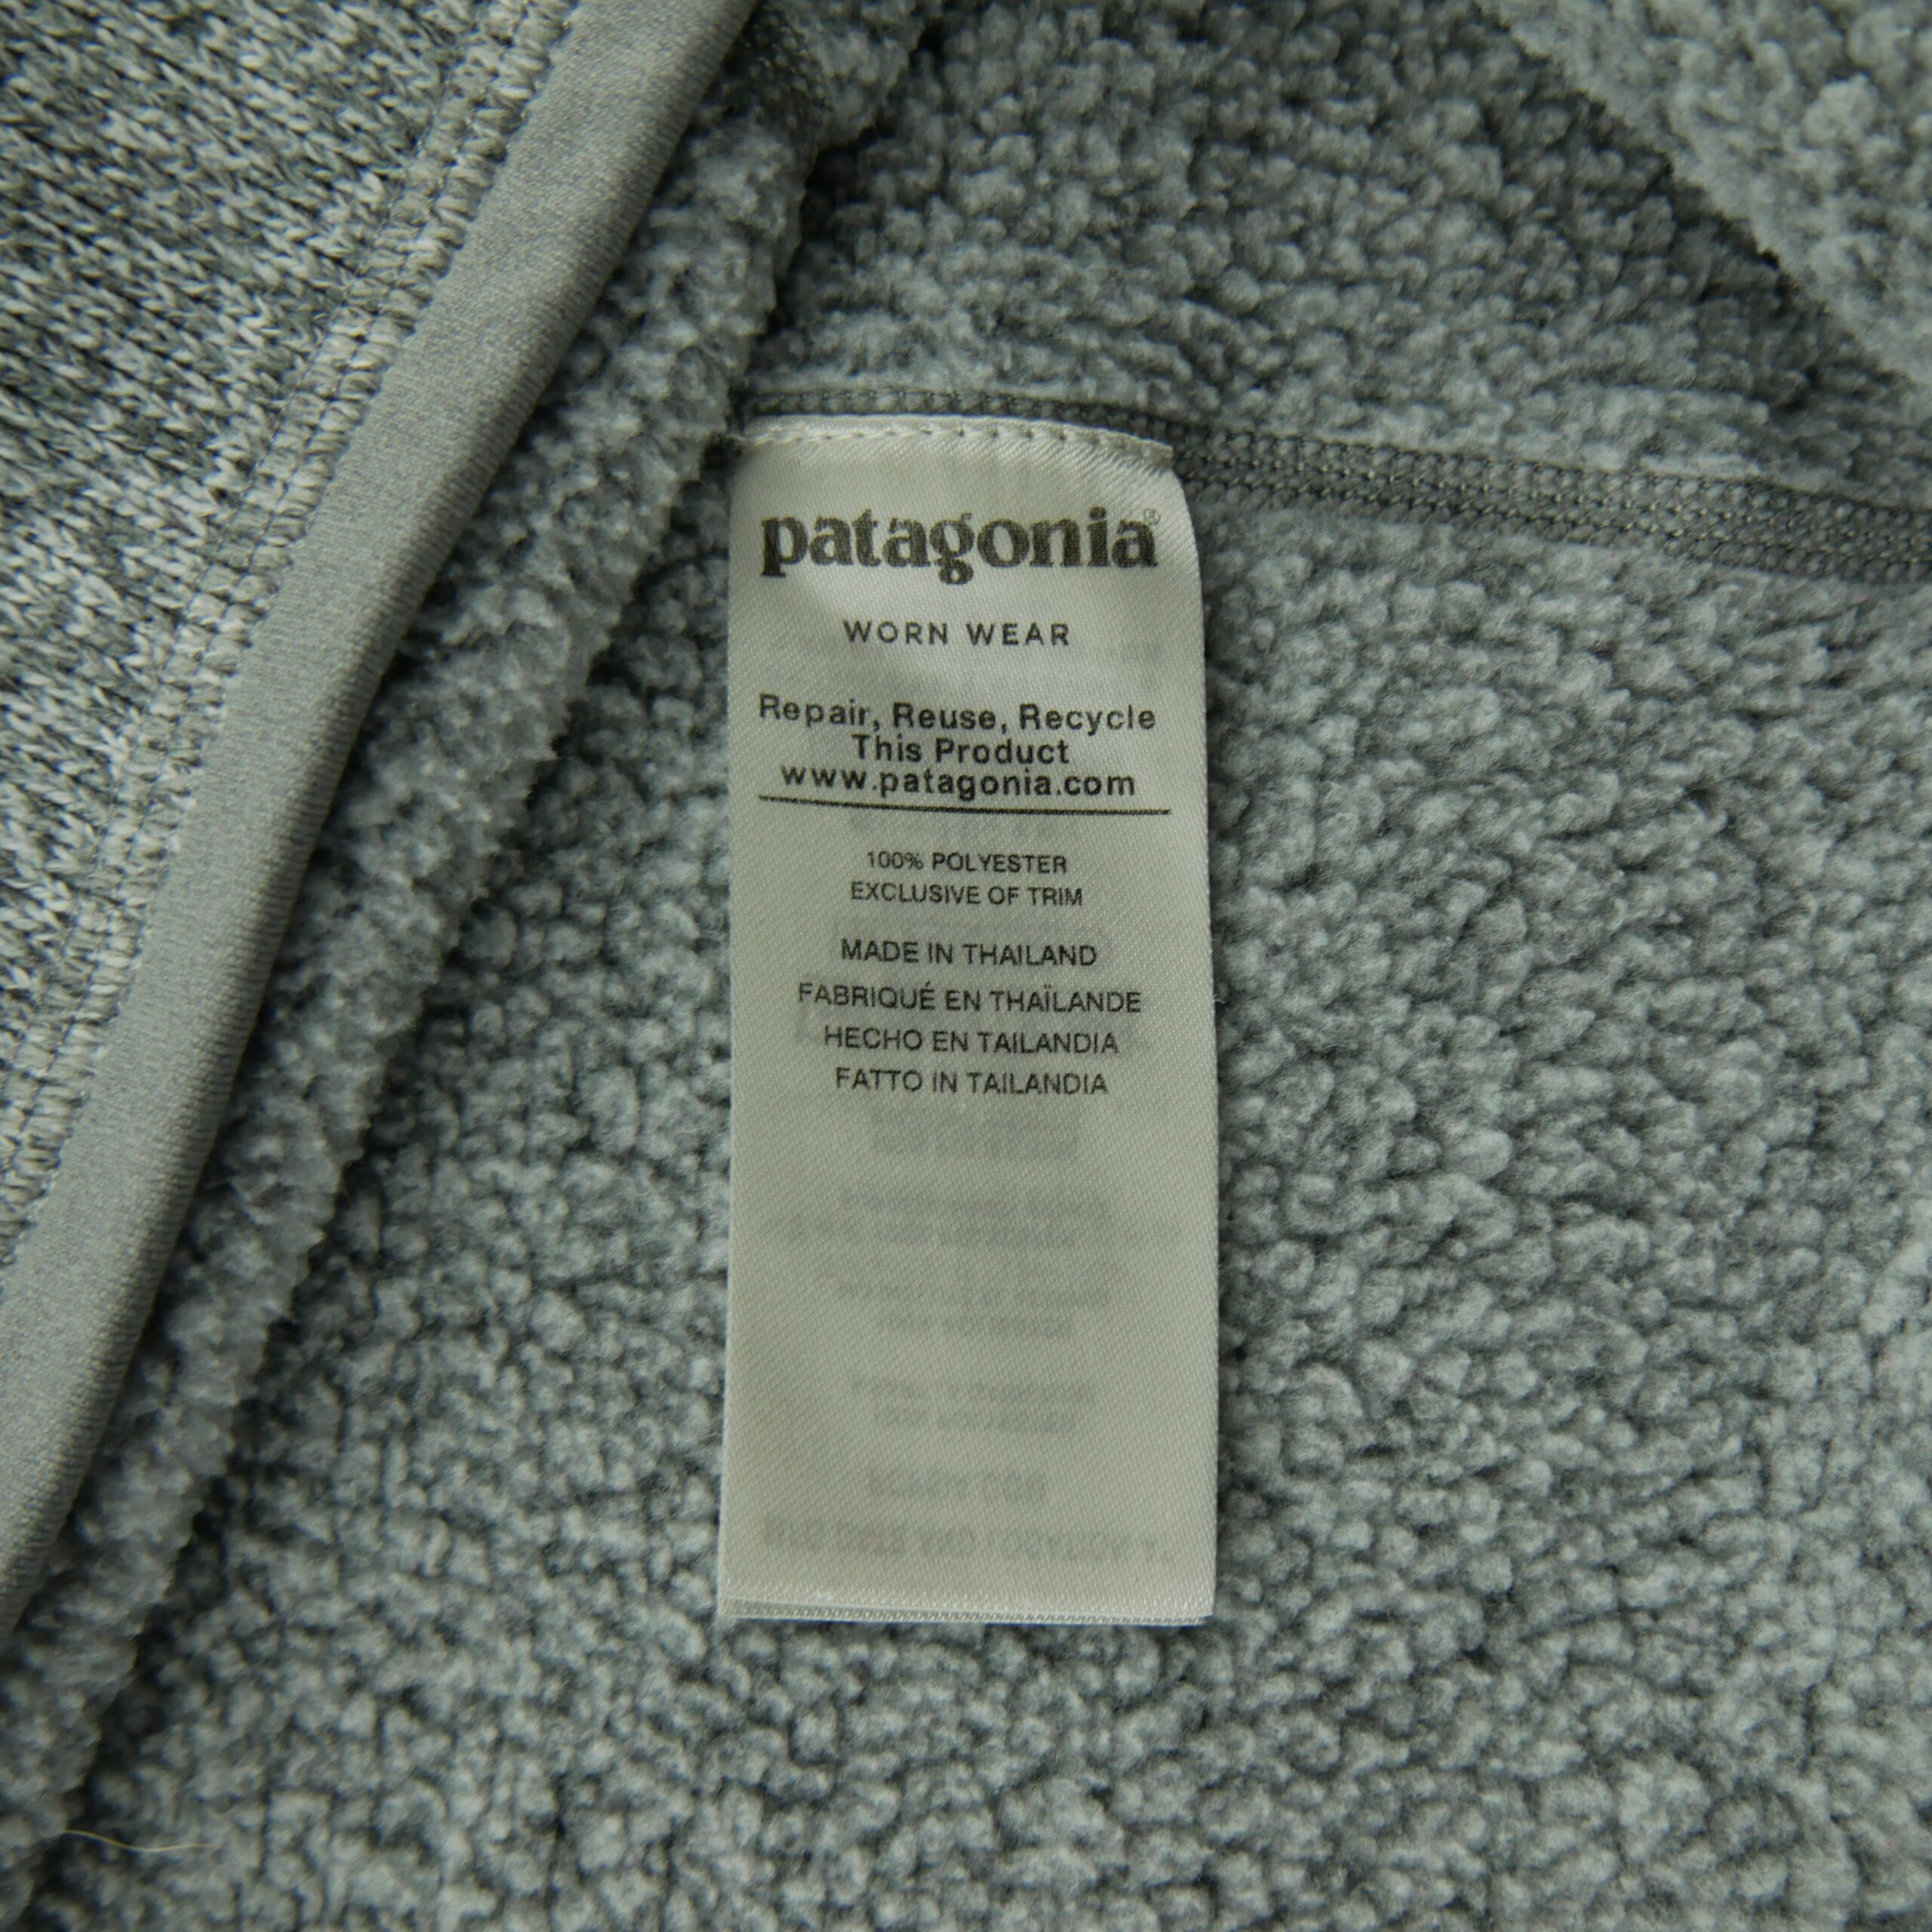 patagonia®
WORN WEAR
Repair, Reuse, Recycle
This Product
www.patagonia.com
100% POLYESTER
EXCLUSIVE OF TRIM
MADE IN THAILAND
FABRIQUÉ EN THAÏLANDE
HECHO EN TAILANDIA
FATTO IN TAILANDIA